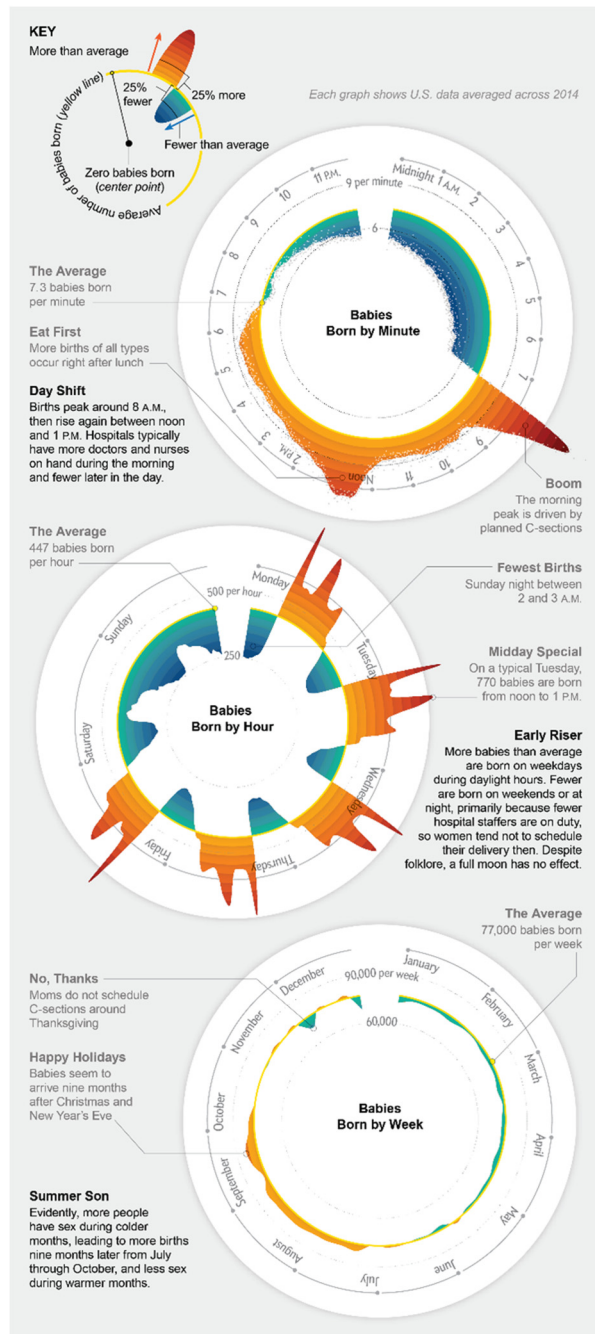 KEY
More than average
25%
fewer
25% more
Fewer than average
Zero babies born
(center point)
Average number of babies born (yellow line)
Each graph shows U.S. data averaged across 2014
Midnight
1 A.M.
2
3
4
5
6
7
9
10
11
Noon
2 P.M.
3
4
5
6
7
8
9
10
11 P.M.
9 per minute
6
Babies
Born by Minute
The Average
7.3 babies born
per minute
Eat First
More births of all types
occur right after lunch
Day Shift
Births peak around 8 A.M.,
then rise again between noon
and 1 P.M. Hospitals typically
have more doctors and nurses
on hand during the morning
and fewer later in the day.
Boom
The morning
peak is driven by
planned C-sections
The Average
447 babies born
per hour
500 per hour
250
Monday
Tuesday
Wednesday
Thursday
Friday
Saturday
Sunday
Babies
Born by Hour
Fewest Births
Sunday night between
2 and 3 A.M.
Midday Special
On a typical Tuesday,
770 babies are born
from noon to 1 P.M.
Early Riser
More babies than average
are born on weekdays
during daylight hours. Fewer
are born on weekends or at
night, primarily because fewer
hospital staffers are on duty,
so women tend not to schedule
their delivery then. Despite
folklore, a full moon has no effect.
The Average
77,000 babies born
per week
90,000 per week
60,000
January
February
March
April
May
June
July
August
September
October
November
December
Babies
Born by Week
No, Thanks
Moms do not schedule
C-sections around
Thanksgiving
Happy Holidays
Babies seem to
arrive nine months
after Christmas and
New Year's Eve
Summer Son
Evidently, more people
have sex during colder
months, leading to more births
nine months later from July
through October, and less sex
during warmer months.